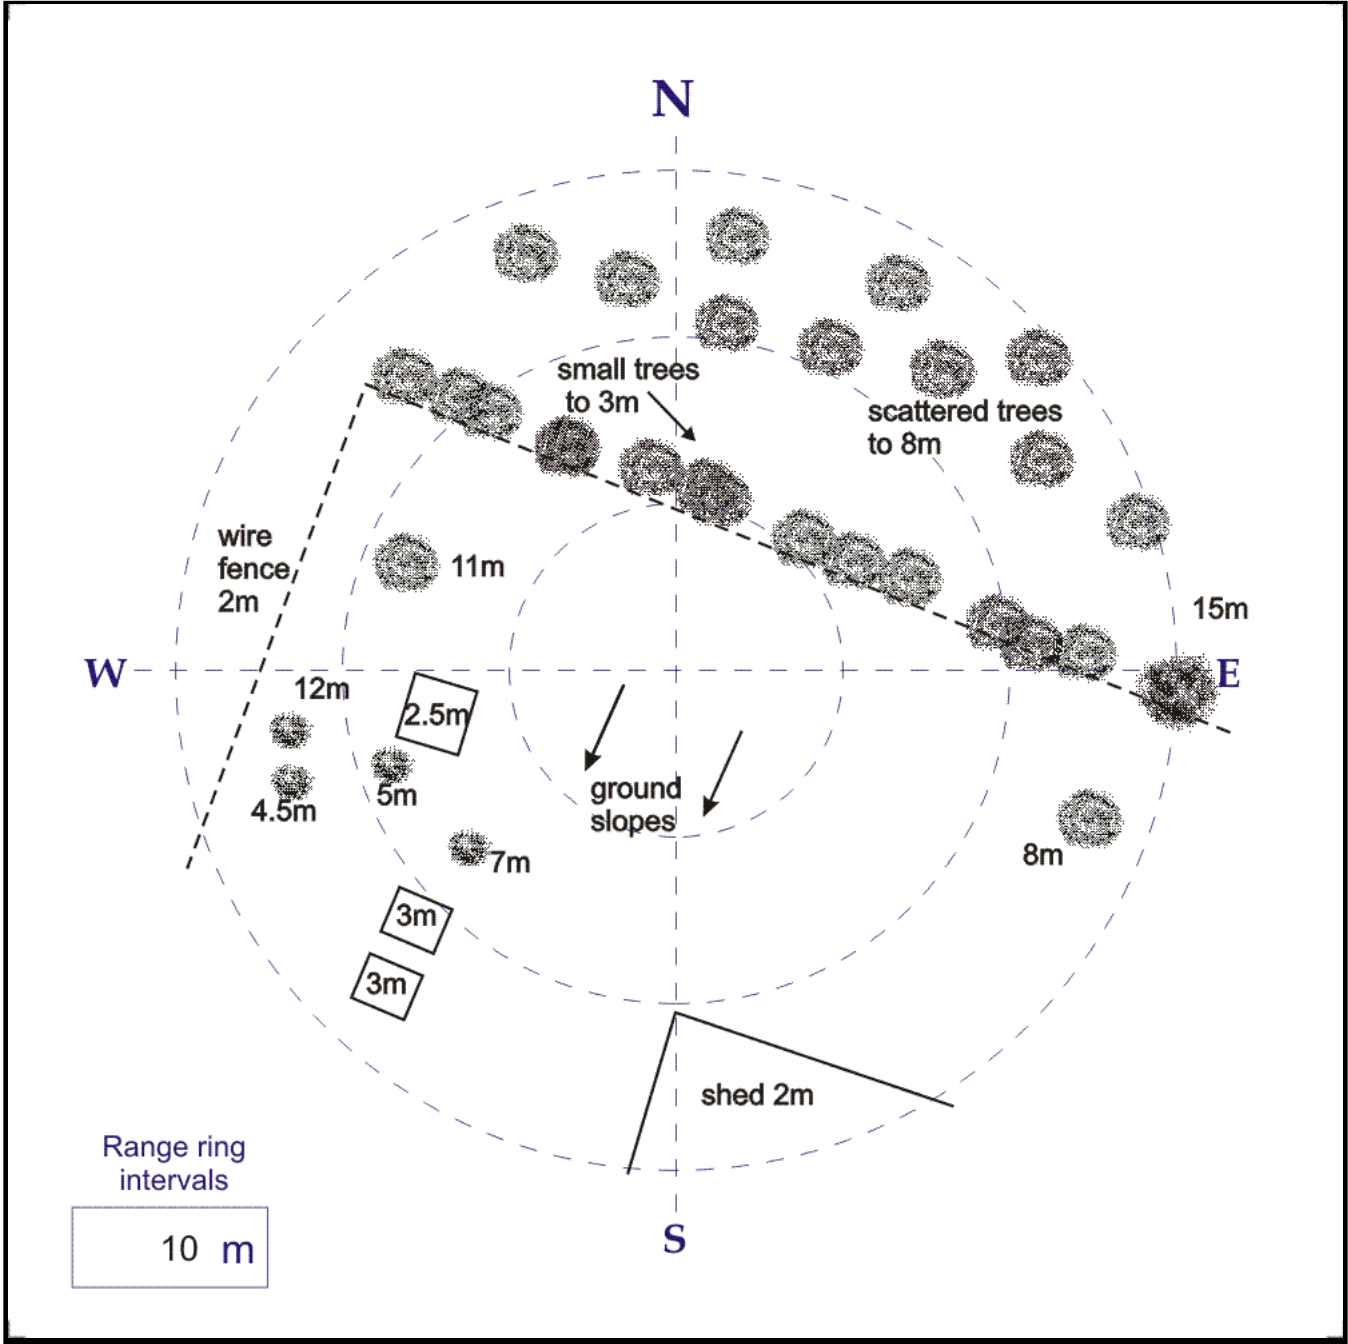 N
small trees
to 3m
scattered trees
to 8m
wire
fence
2m
11m
15m
W
E
12m
2.5m
4.5m
5m
ground
slopes
7m
8m
3m
3m
shed 2m
Range ring
intervals
10 m
S